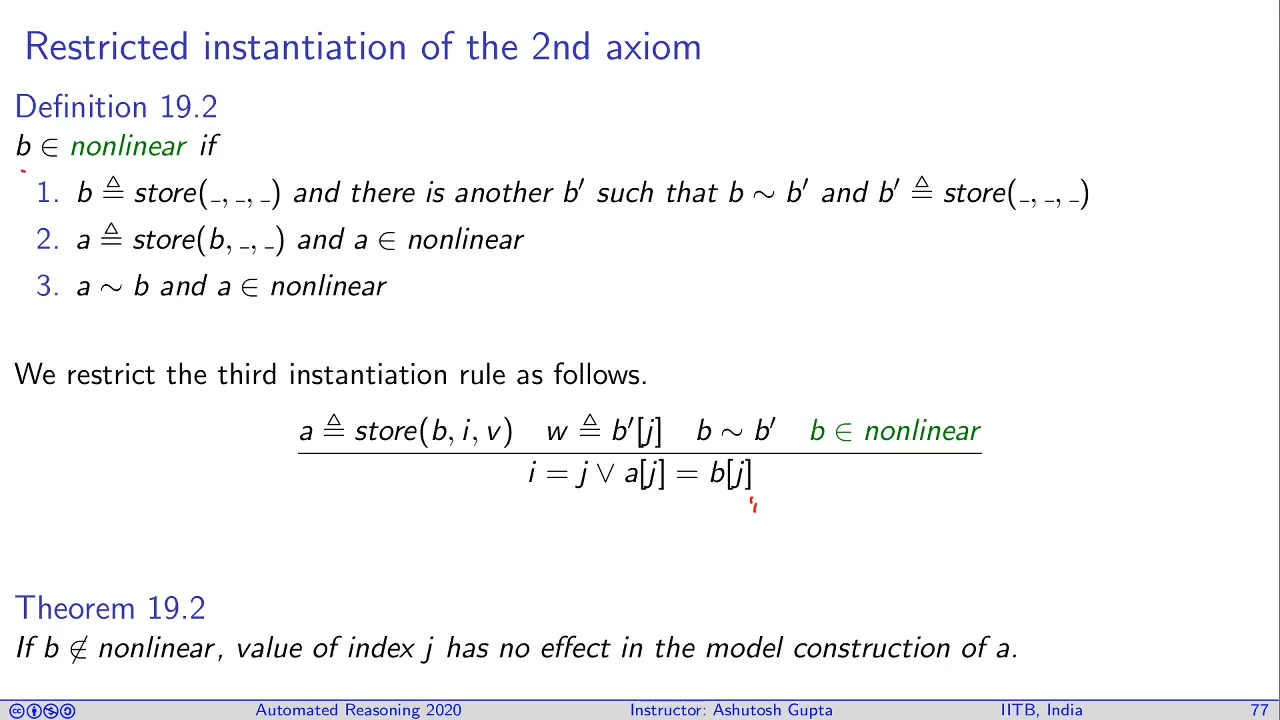 Restricted instantiation of the 2nd axiom
Definition 19.2
b ∈ nonlinear if
1. b ≜ store(_, _, _) and there is another b′ such that b ∼ b′ and b′ ≜ store(_, _, _)
2. a ≜ store(b, _, _) and a ∈ nonlinear
3. a ∼ b and a ∈ nonlinear
We restrict the third instantiation rule as follows.
a ≜ store(b, i, v) w ≜ b′[j] b ∼ b′ b ∈ nonlinear
i = j ∨ a[j] = b[j]
Theorem 19.2
If b ∉ nonlinear, value of index j has no effect in the model construction of a.
Automated Reasoning 2020 Instructor: Ashutosh Gupta IITB, India 77